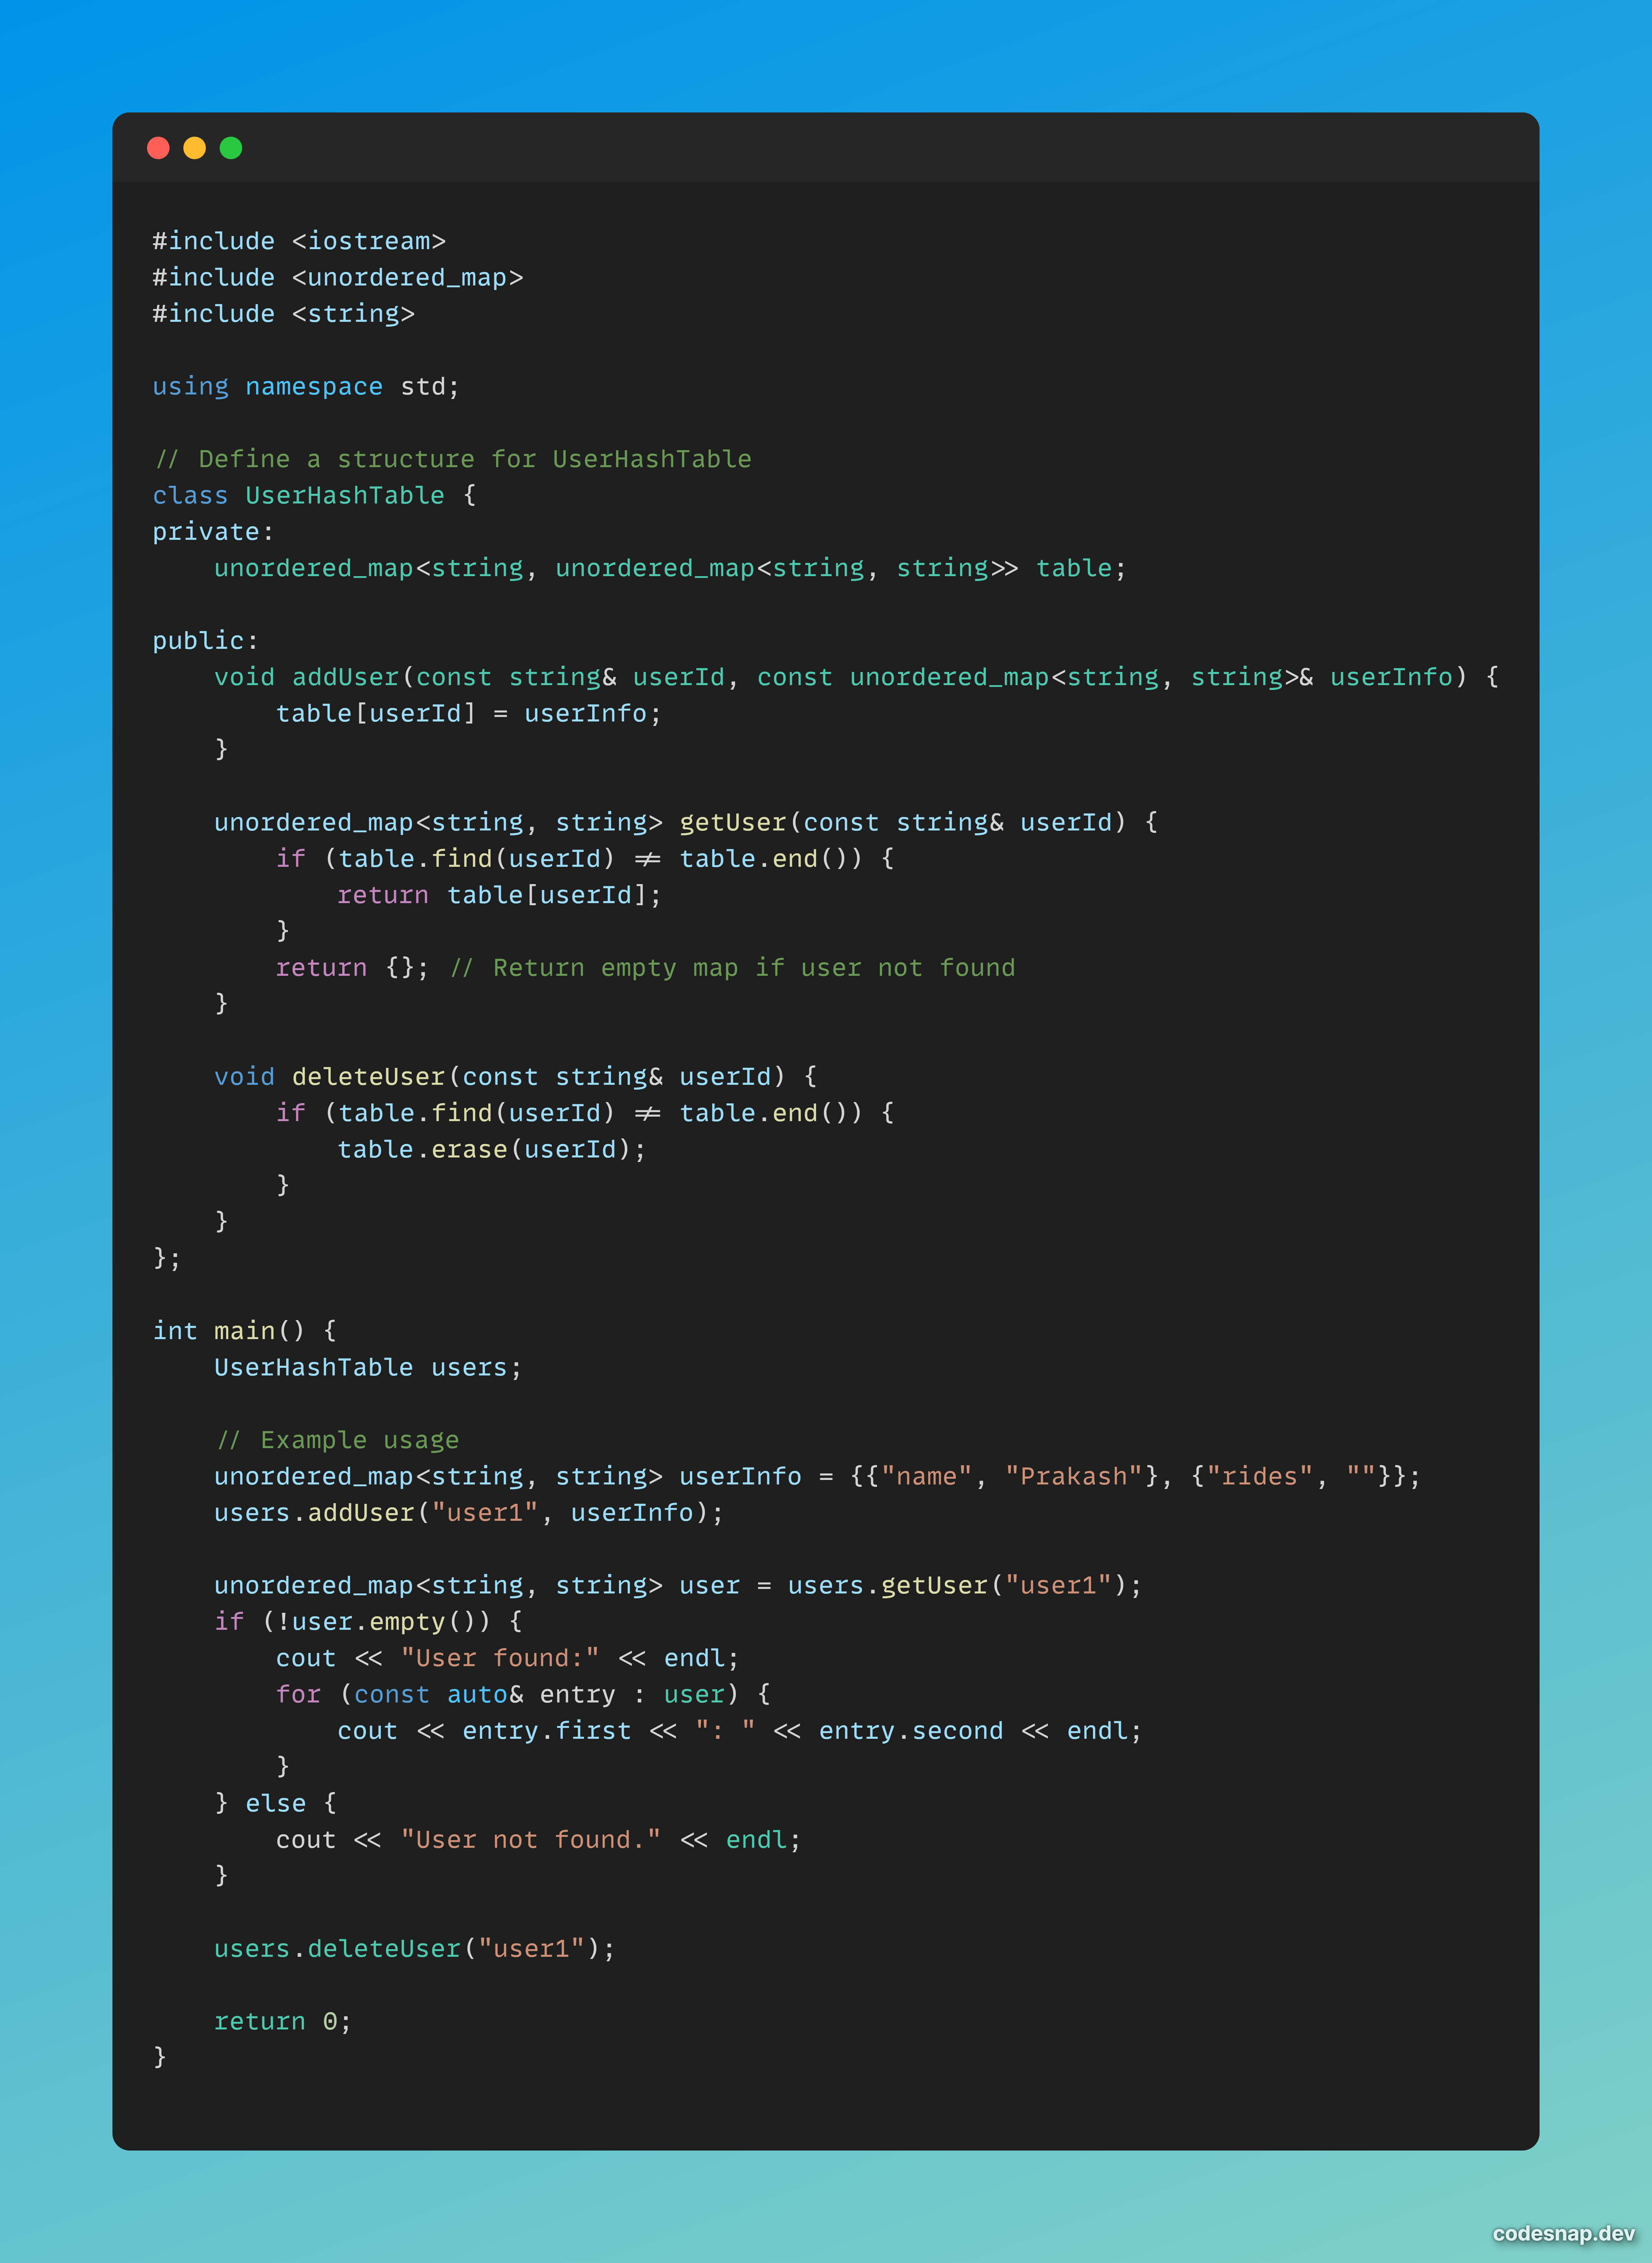 #include <iostream>
#include <unordered_map>
#include <string>

using namespace std;

// Define a structure for UserHashTable
class UserHashTable {
private:
    unordered_map<string, unordered_map<string, string>> table;

public:
    void addUser(const string& userId, const unordered_map<string, string>& userInfo) {
        table[userId] = userInfo;
    }

    unordered_map<string, string> getUser(const string& userId) {
        if (table.find(userId) != table.end()) {
            return table[userId];
        }
        return {}; // Return empty map if user not found
    }

    void deleteUser(const string& userId) {
        if (table.find(userId) != table.end()) {
            table.erase(userId);
        }
    }
};

int main() {
    UserHashTable users;

    // Example usage
    unordered_map<string, string> userInfo = {{"name", "Prakash"}, {"rides", ""}};
    users.addUser("user1", userInfo);

    unordered_map<string, string> user = users.getUser("user1");
    if (!user.empty()) {
        cout << "User found:" << endl;
        for (const auto& entry : user) {
            cout << entry.first << ": " << entry.second << endl;
        }
    } else {
        cout << "User not found." << endl;
    }

    users.deleteUser("user1");

    return 0;
}
codesnap.dev